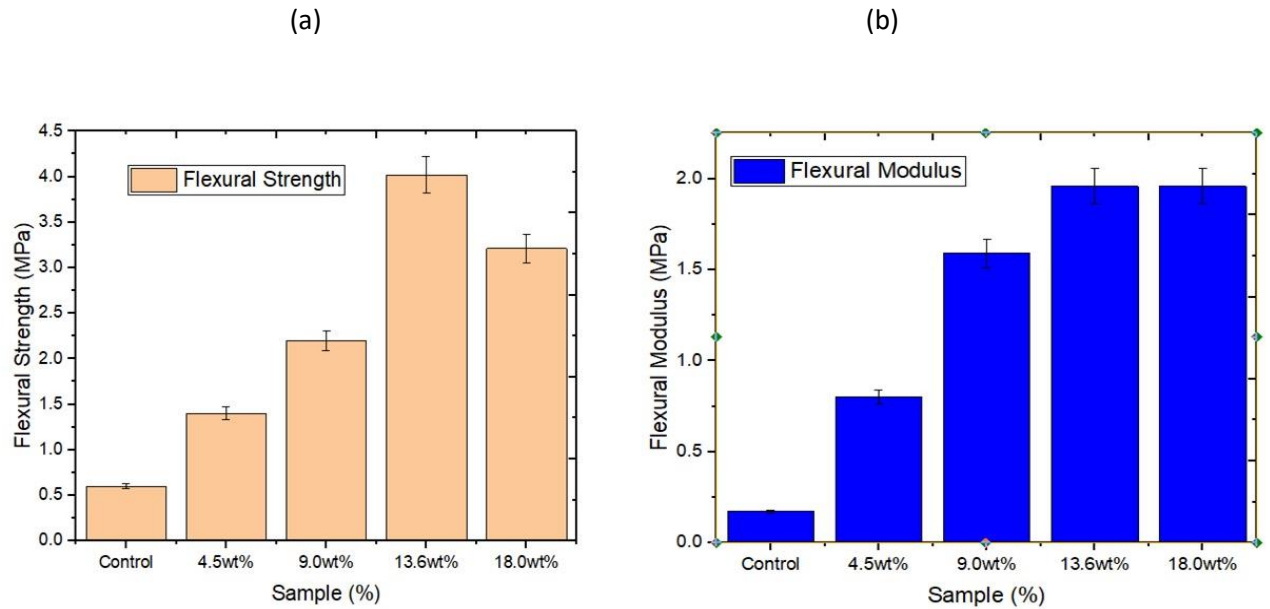 (a)
(b)
Flexural Strength
Flexural Strength (MPa)
4.5
4.0
3.5
3.0
2.5
2.0
1.5
1.0
0.5
0.0
Control 4.5wt% 9.0wt% 13.6wt% 18.0wt%
Sample (%)
Flexural Modulus
Flexural Modulus (MPa)
2.0
1.5
1.0
0.5
0.0
Control 4.5wt% 9.0wt% 13.6wt% 18.0wt%
Sample (%)